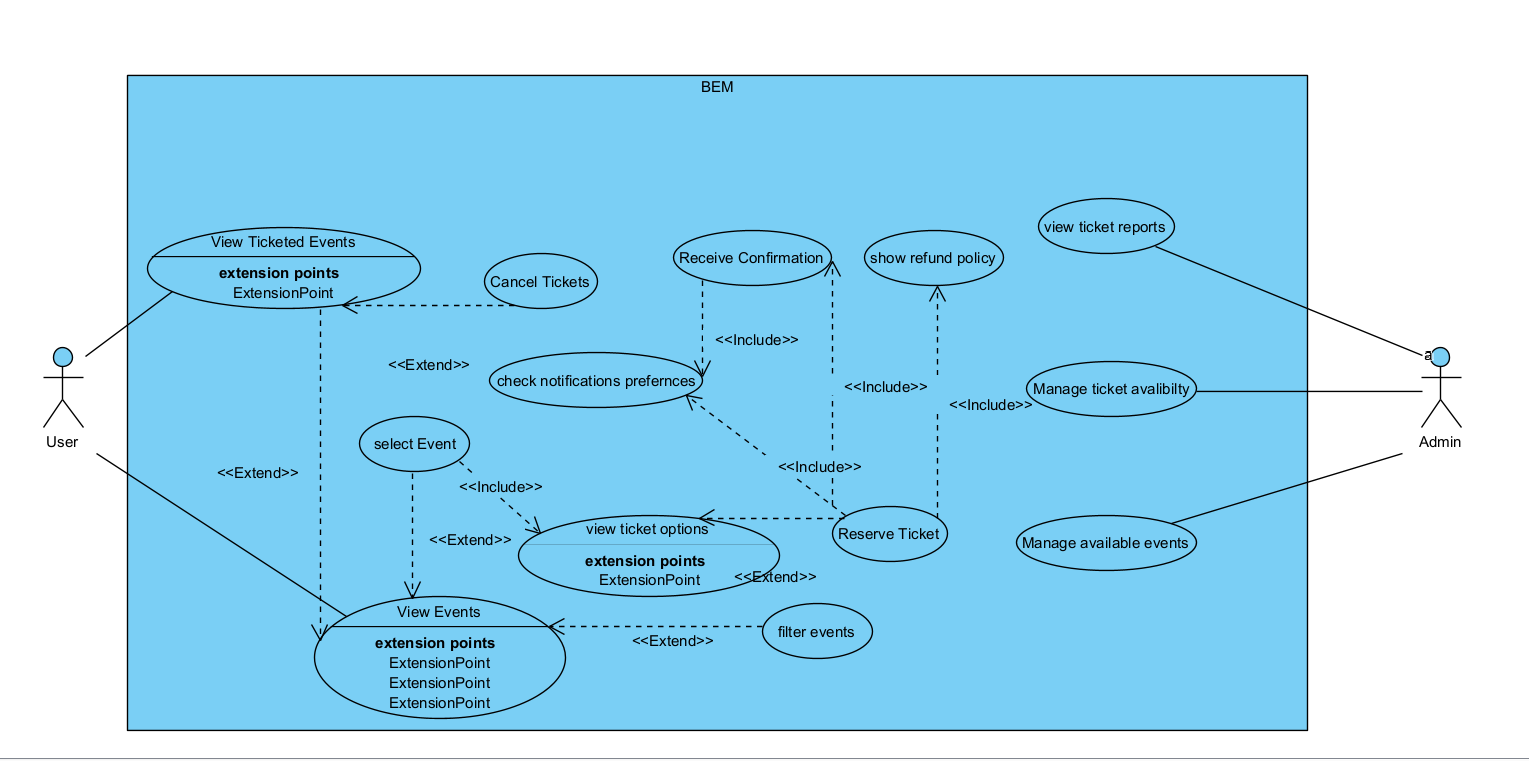 BEM
view ticket reports
View Ticketed Events
extension points
ExtensionPoint
Receive Confirmation
show refund policy
Cancel Tickets
<<Include>>
a
<<Extend>>
check notifications prefernces
<<Include>>
Manage ticket avalibilty
<<Include>>
User
Admin
select Event
<<Extend>>
<<Include>>
<<Include>>
view ticket options
Reserve Ticket
<<Extend>>
Manage available events
extension points
ExtensionPoint
<<Extend>>
View Events
filter events
<<Extend>>
extension points
ExtensionPoint
ExtensionPoint
ExtensionPoint